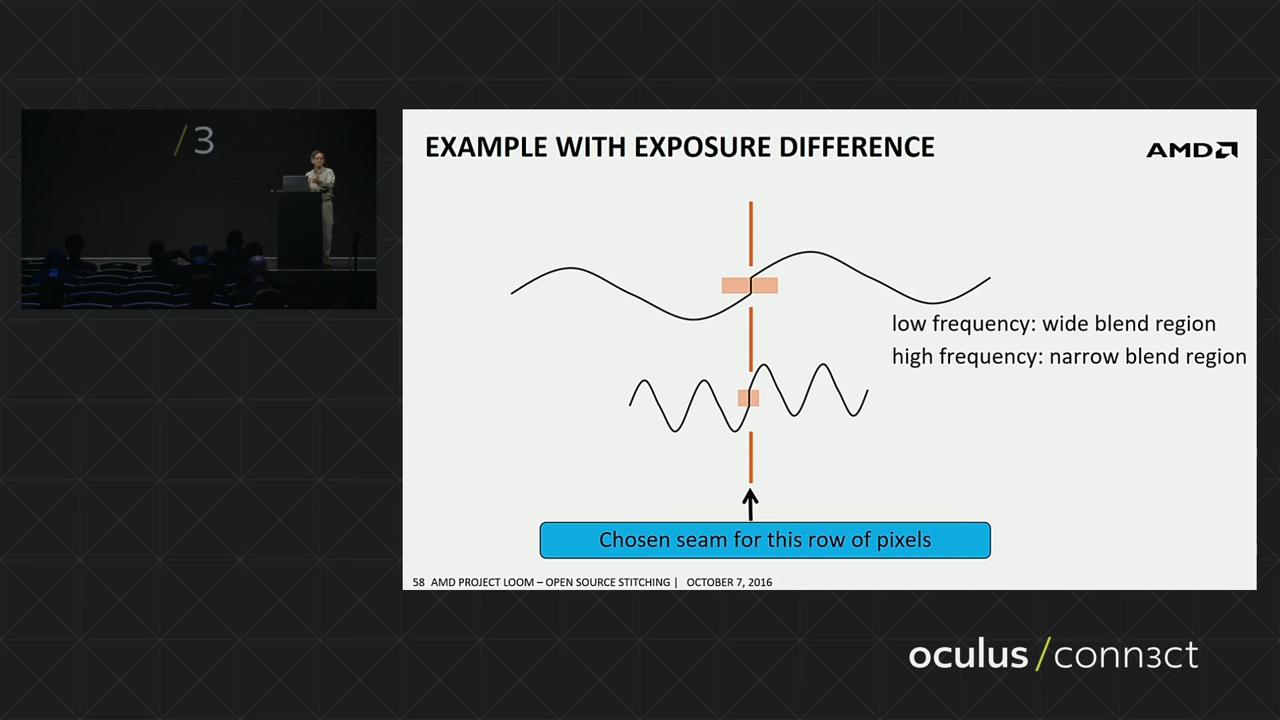 /3
EXAMPLE WITH EXPOSURE DIFFERENCE
AMD
low frequency: wide blend region
high frequency: narrow blend region
Chosen seam for this row of pixels
58 AMD PROJECT LOOM – OPEN SOURCE STITCHING | OCTOBER 7, 2016
oculus /conn3ct